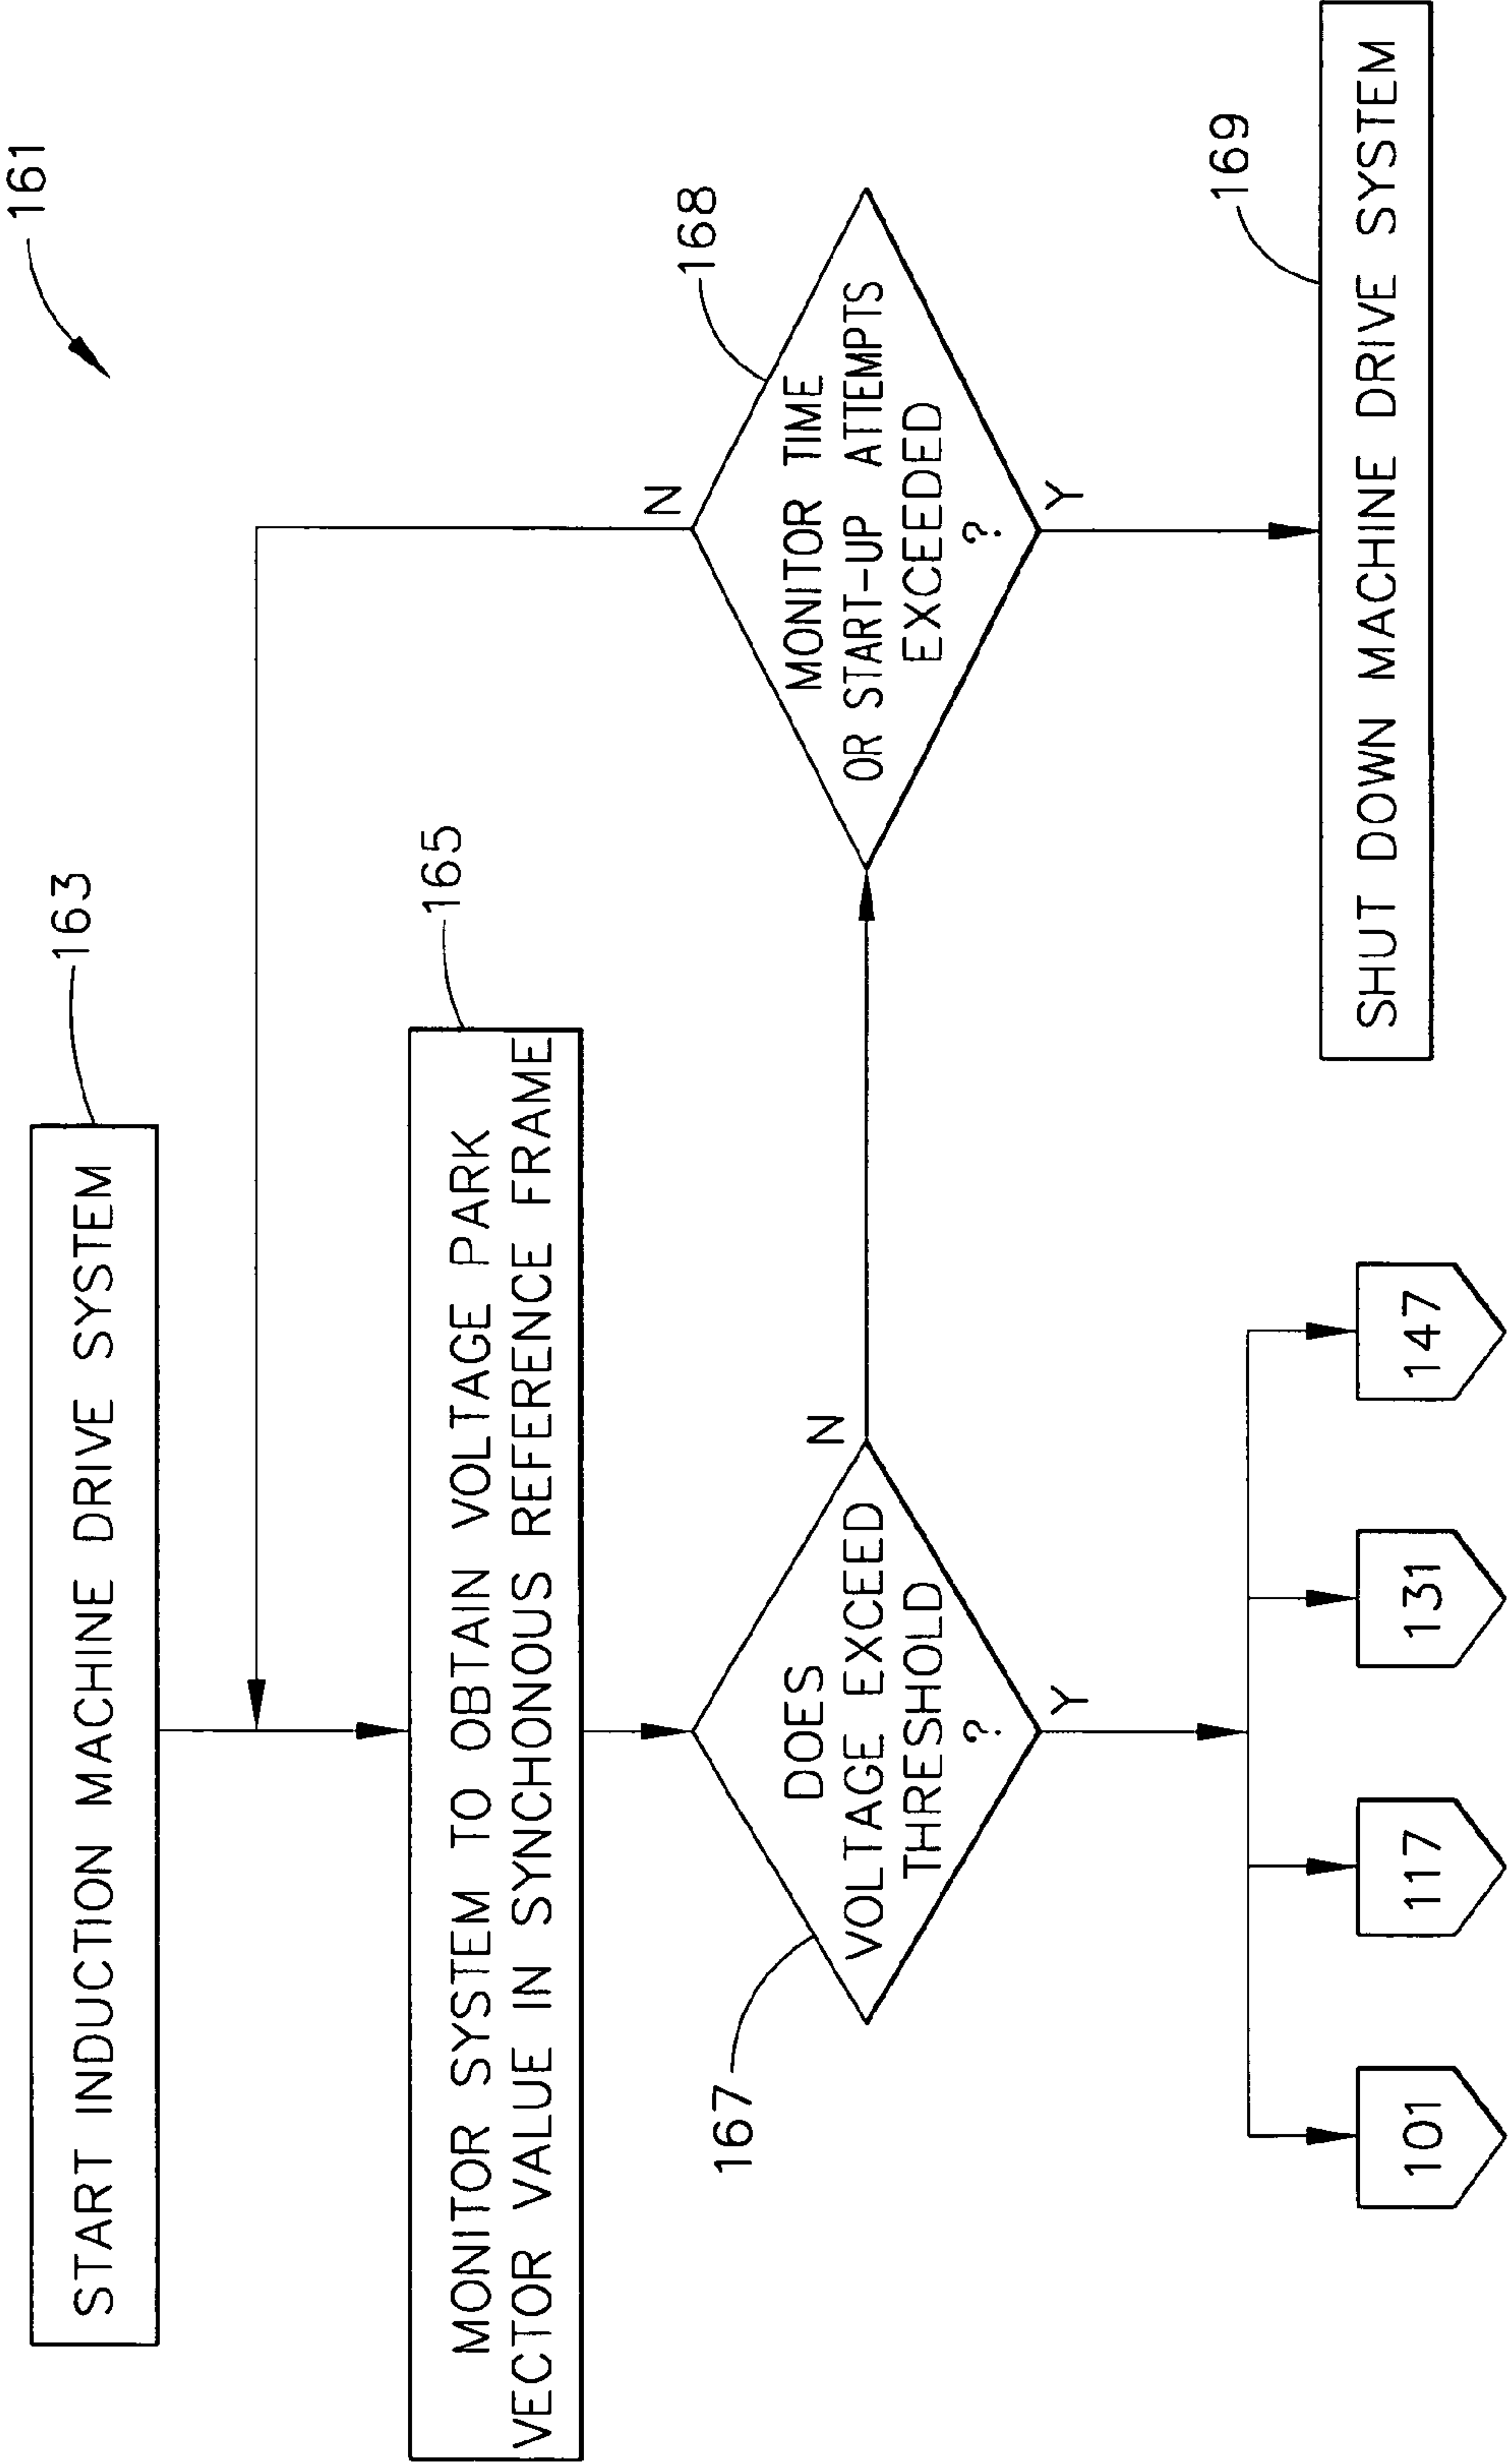 161
START INDUCTION MACHINE DRIVE SYSTEM
163
MONITOR SYSTEM TO OBTAIN VOLTAGE PARK
VECTOR VALUE IN SYNCHONOUS REFERENCE FRAME
165
167
DOES
VOLTAGE EXCEED
THRESHOLD
?
N
Y
168
MONITOR TIME
OR START-UP ATTEMPTS
EXCEEDED
?
N
Y
101
117
131
147
169
SHUT DOWN MACHINE DRIVE SYSTEM